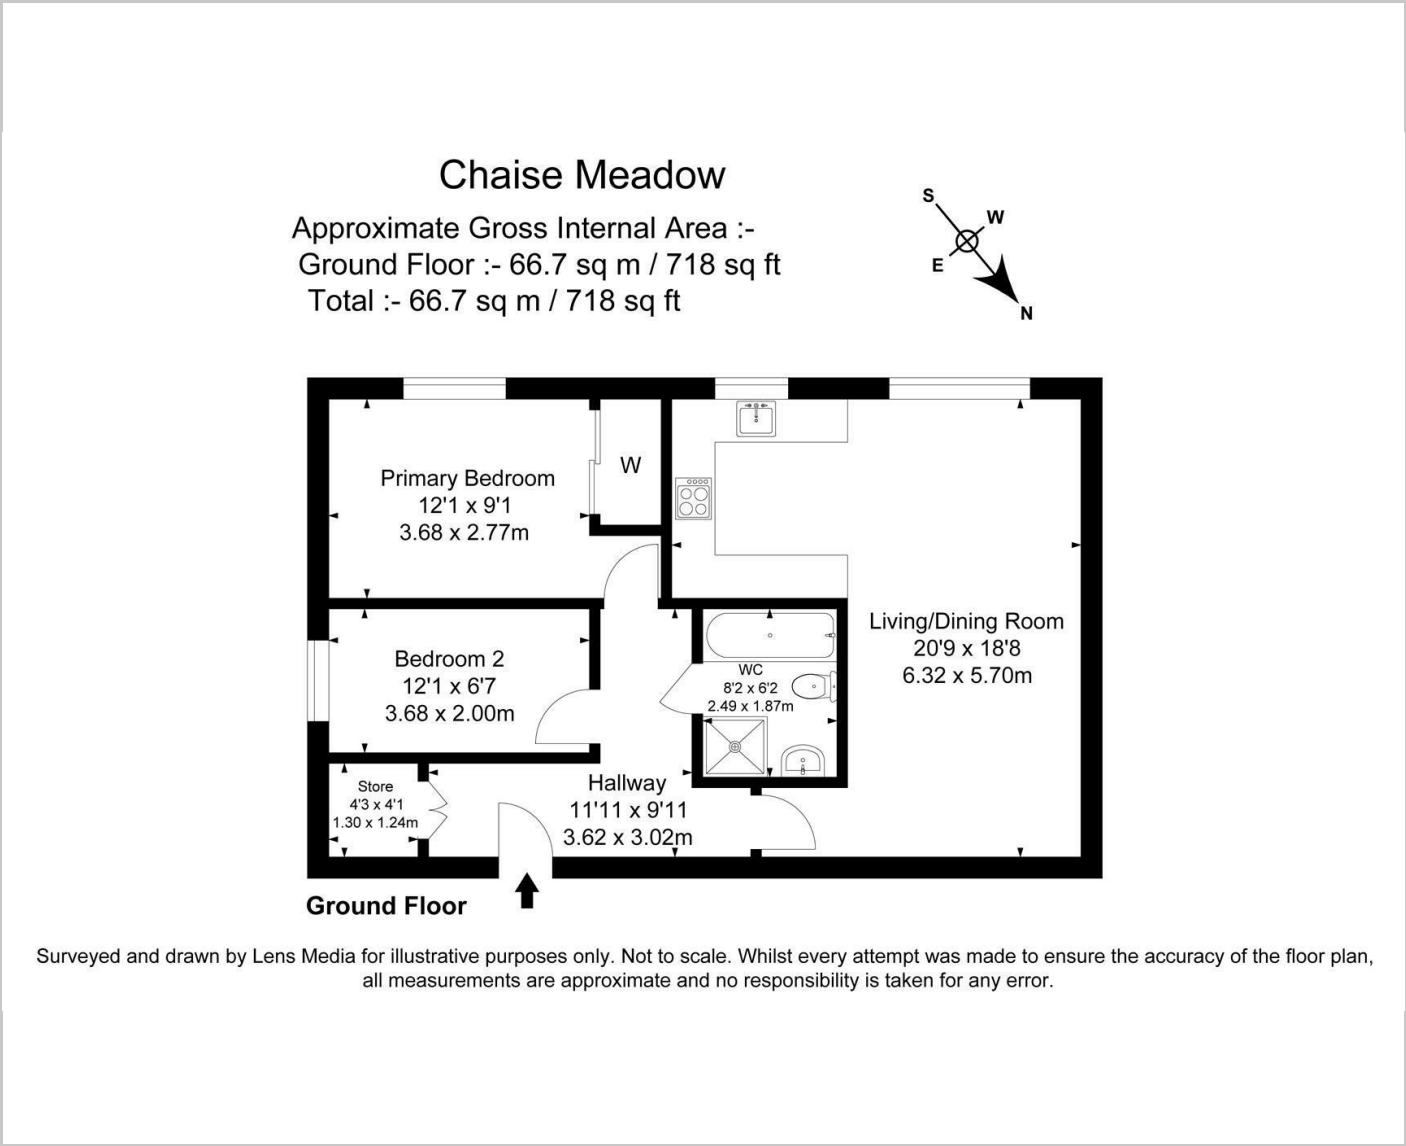 Chaise Meadow
Approximate Gross Internal Area :-
Ground Floor :- 66.7 sq m / 718 sq ft
Total :- 66.7 sq m / 718 sq ft
S
W
E
N
Primary Bedroom
12'1 x 9'1
3.68 x 2.77m
W
Living/Dining Room
20'9 x 18'8
6.32 x 5.70m
Bedroom 2
12'1 x 6'7
3.68 x 2.00m
WC
8'2 x 6'2
2.49 x 1.87m
Store
4'3 x 4'1
1.30 x 1.24m
Hallway
11'11 x 9'11
3.62 x 3.02m
Ground Floor
Surveyed and drawn by Lens Media for illustrative purposes only. Not to scale. Whilst every attempt was made to ensure the accuracy of the floor plan,
all measurements are approximate and no responsibility is taken for any error.